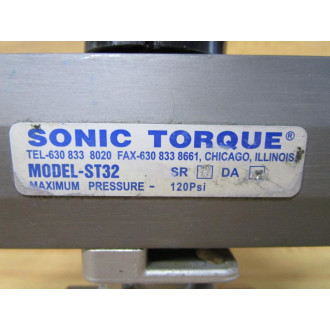 SONIC TORQUE®
TEL-630 833 8020 FAX-630 833 8661, CHICAGO, ILLINOIS
MODEL-ST32 SR DA
MAXIMUM PRESSURE - 120Psi